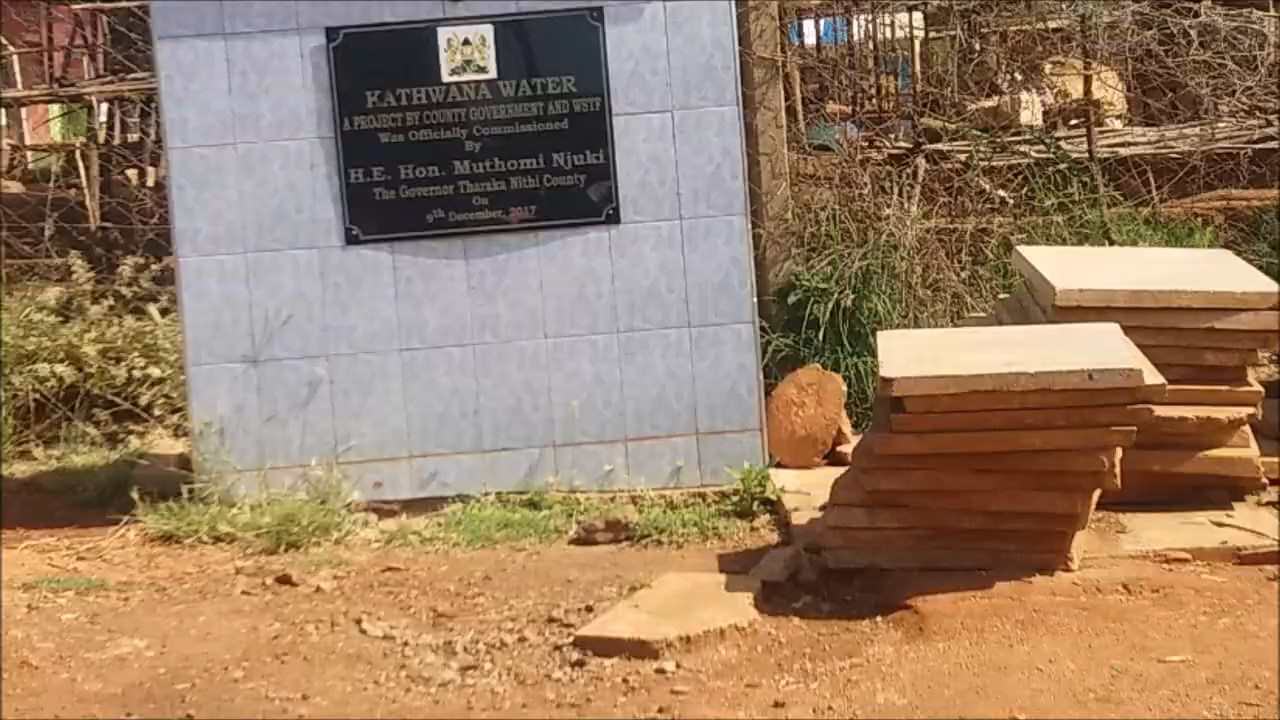 KATHWANA WATER
A PROJECT BY COUNTY GOVERNMENT AND WSTF
Was Officially Commissioned
By
H.E. Hon. Muthomi Njuki
The Governor Tharaka Nithi County
On
9th December, 2017